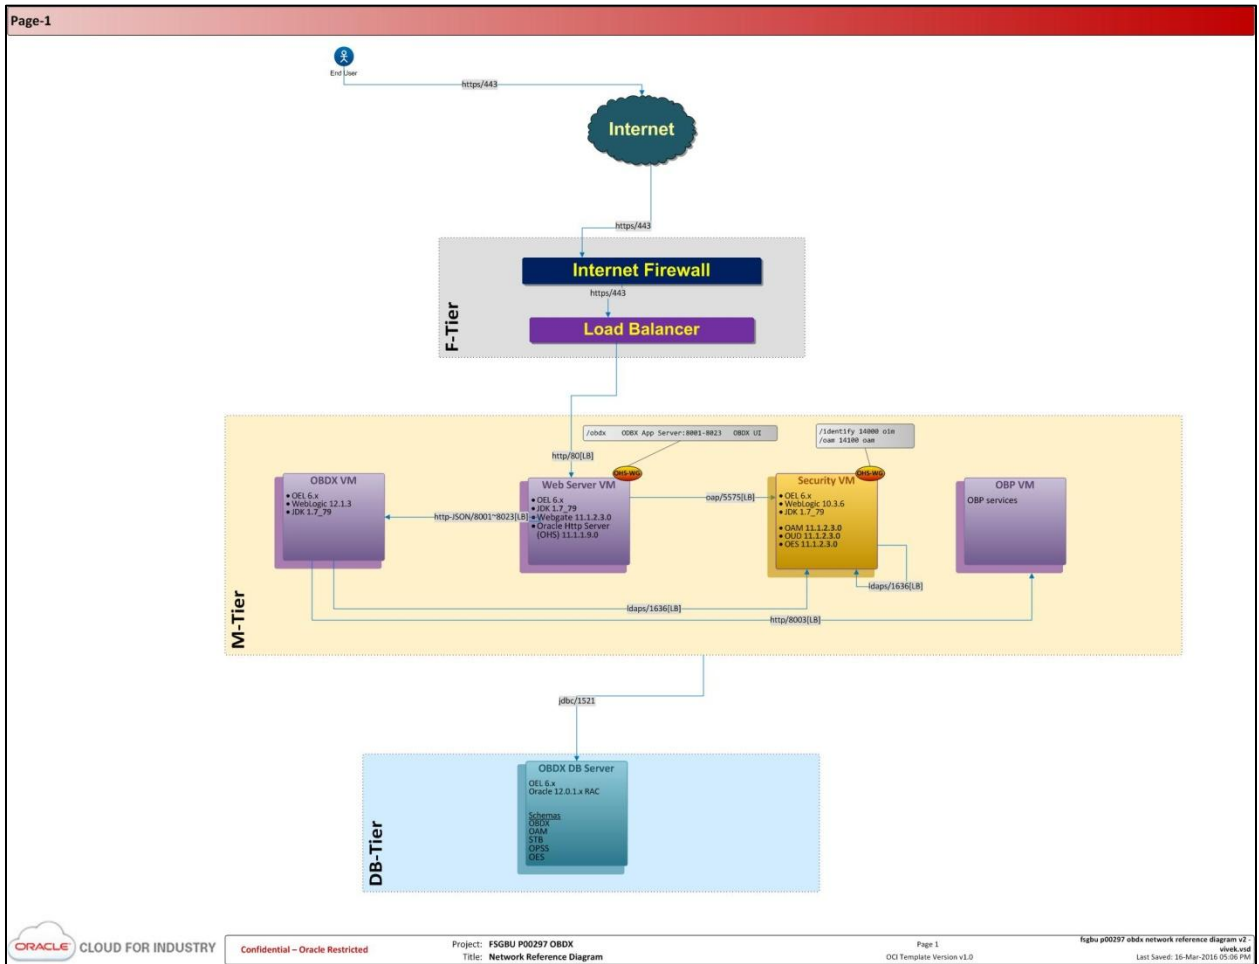 Page-1
End User
https/443
Internet
https/443
F-Tier
Internet Firewall
https/443
Load Balancer
M-Tier
/obdx ODBX App Server:8001-8023 OBDX UI
/identify 14000 oim
/oam 14100 oam
http/80[LB]
OBDX VM
• OEL 6.x
• WebLogic 12.1.3
• JDK 1.7_79
http-JSON/8001~8023[LB]
OHS-WG
Web Server VM
• OEL 6.x
• JDK 1.7_79
• Webgate 11.1.2.3.0
• Oracle Http Server
(OHS) 11.1.1.9.0
oap/5575[LB]
OHS-WG
Security VM
• OEL 6.x
• WebLogic 10.3.6
• JDK 1.7_79
• OAM 11.1.2.3.0
• OUD 11.1.2.3.0
• OES 11.1.2.3.0
OBP VM
OBP services
ldaps/1636[LB]
ldaps/1636[LB]
http/8003[LB]
jdbc/1521
DB-Tier
OBDX DB Server
OEL 6.x
Oracle 12.0.1.x RAC
Schemas
OBDX
OAM
STB
OPSS
OES
ORACLE CLOUD FOR INDUSTRY
Confidential – Oracle Restricted
Project: FSGBU P00297 OBDX
Title: Network Reference Diagram
Page 1
OCI Template Version v1.0
fsgbu p00297 obdx network reference diagram v2 -
vivek.vsd
Last Saved: 16-Mar-2016 05:06 PM